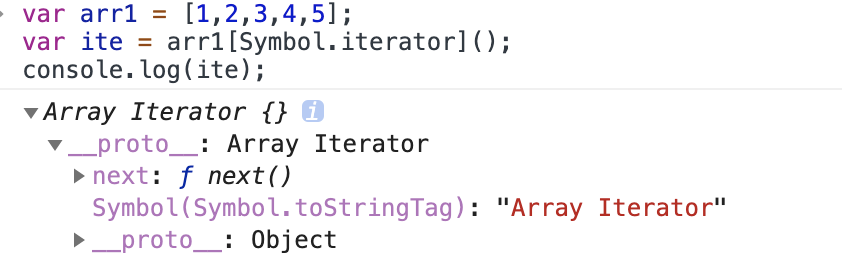 var arr1 = [1,2,3,4,5];
var ite = arr1[Symbol.iterator]();
console.log(ite);
▼Array Iterator {} i
▼__proto__: Array Iterator
▶next: ƒ next()
Symbol(Symbol.toStringTag): "Array Iterator"
▶__proto__: Object